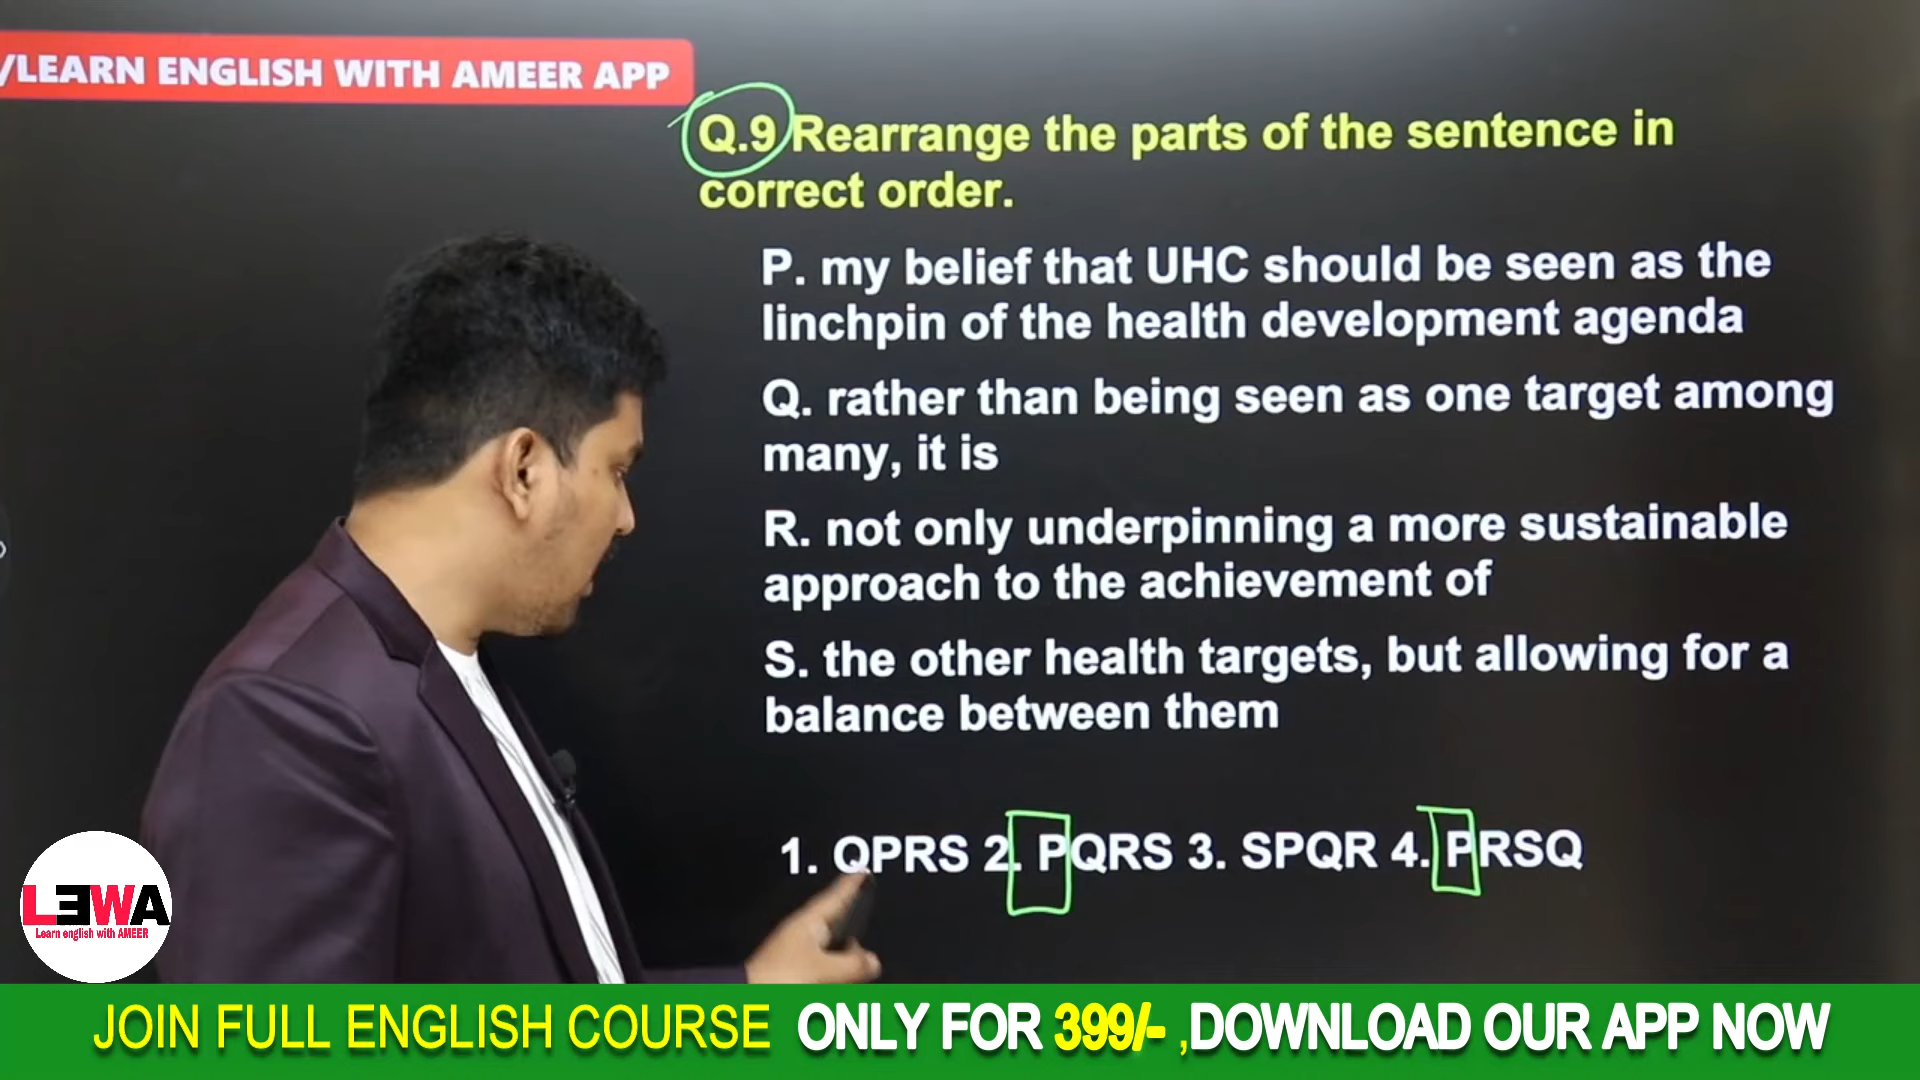 /LEARN ENGLISH WITH AMEER APP
Q.9 Rearrange the parts of the sentence in
correct order.
P. my belief that UHC should be seen as the
linchpin of the health development agenda
Q. rather than being seen as one target among
many, it is
R. not only underpinning a more sustainable
approach to the achievement of
S. the other health targets, but allowing for a
balance between them
1. QPRS 2. PQRS 3. SPQR 4. PRSQ
LEWA
Learn english with AMEER
JOIN FULL ENGLISH COURSE ONLY FOR 399/- ,DOWNLOAD OUR APP NOW